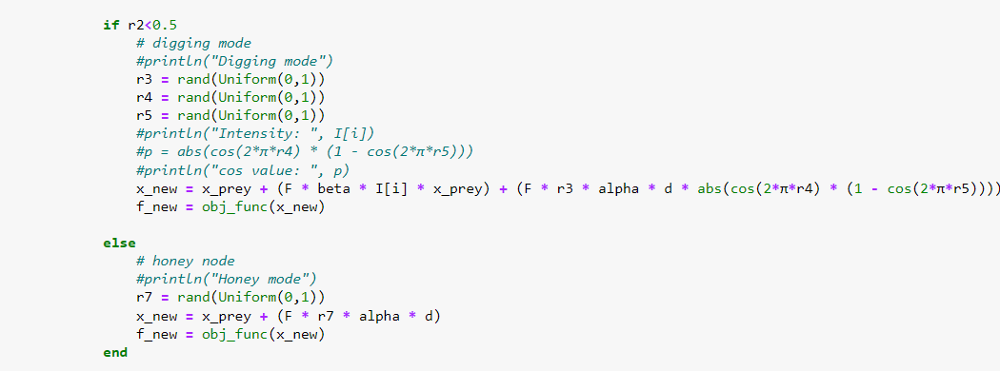 if r2<0.5
# digging mode
#println("Digging mode")
r3 = rand(Uniform(0,1))
r4 = rand(Uniform(0,1))
r5 = rand(Uniform(0,1))
#println("Intensity: ", I[i])
#p = abs(cos(2*π*r4) * (1 - cos(2*π*r5)))
#println("cos value: ", p)
x_new = x_prey + (F * beta * I[i] * x_prey) + (F * r3 * alpha * d * abs(cos(2*π*r4) * (1 - cos(2*π*r5))))
f_new = obj_func(x_new)
else
# honey node
#println("Honey mode")
r7 = rand(Uniform(0,1))
x_new = x_prey + (F * r7 * alpha * d)
f_new = obj_func(x_new)
end